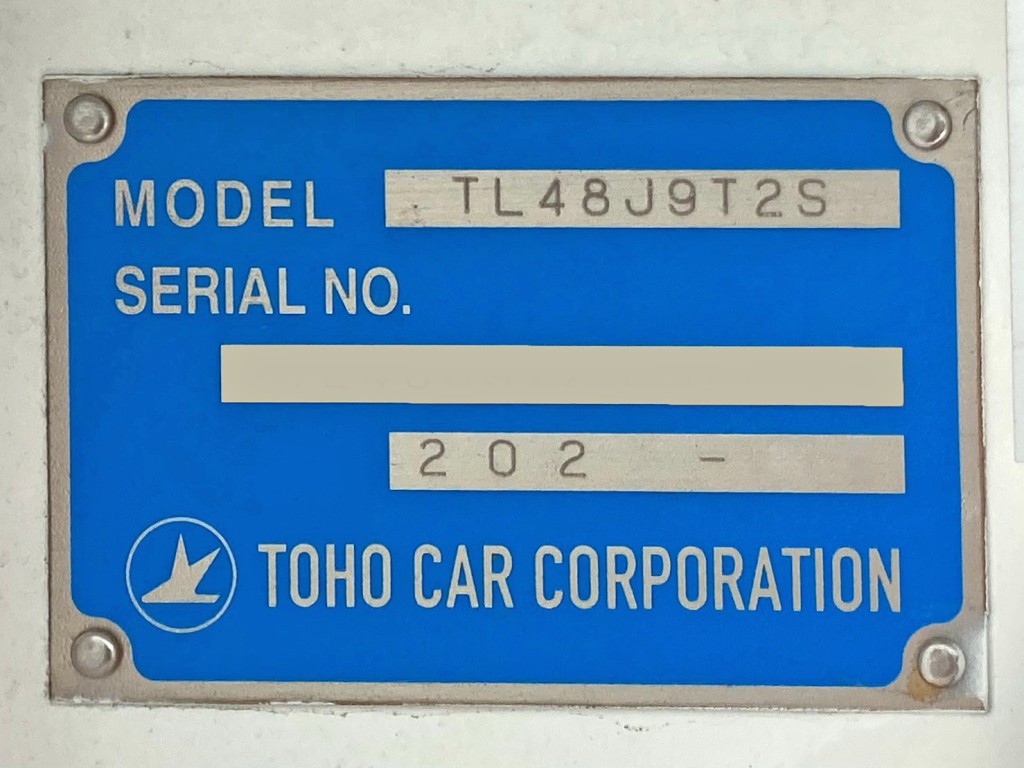 MODEL TL48J9T2S
SERIAL NO.
202 -
TOHO CAR CORPORATION